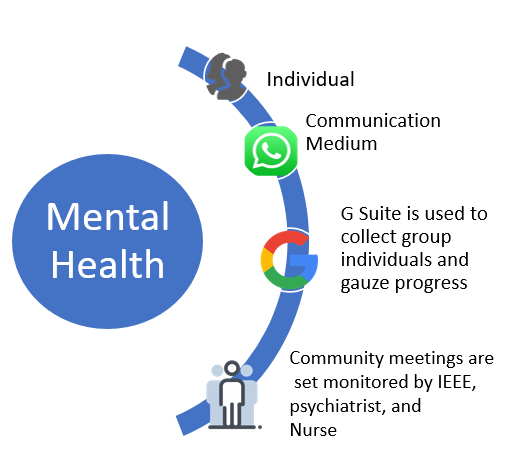 Mental
Health
Individual
Communication
Medium
G Suite is used to
collect group
individuals and
gauze progress
Community meetings are
set monitored by IEEE,
psychiatrist, and
Nurse